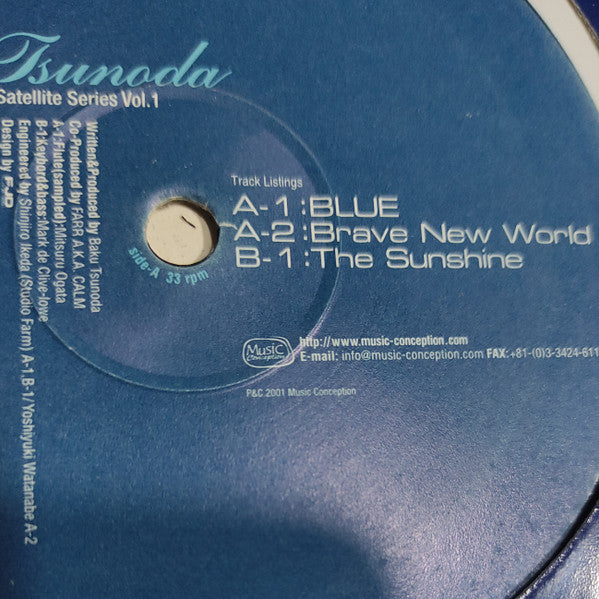 Tsunoda
Satellite Series Vol.1
Written&Produced by Baku Tsunoda
Co-Produced by FARR A.K.A. CALM
A-1:Flute(sampled):Mitsuru Ogata
B-1:Keybord&bass:Mark de Clive-lowe
Engineered by Shinjiro Ikeda (Studio Farm) A-1,B-1/Yoshiyuki Watanabe A-2
Design by
side-A 33 rpm
Track Listings
A-1:BLUE
A-2:Brave New World
B-1:The Sunshine
Music
Conception
http://www.music-conception.com
E-mail: info@music-conception.com FAX:+81-(0)3-3424-611
P&C 2001 Music Conception